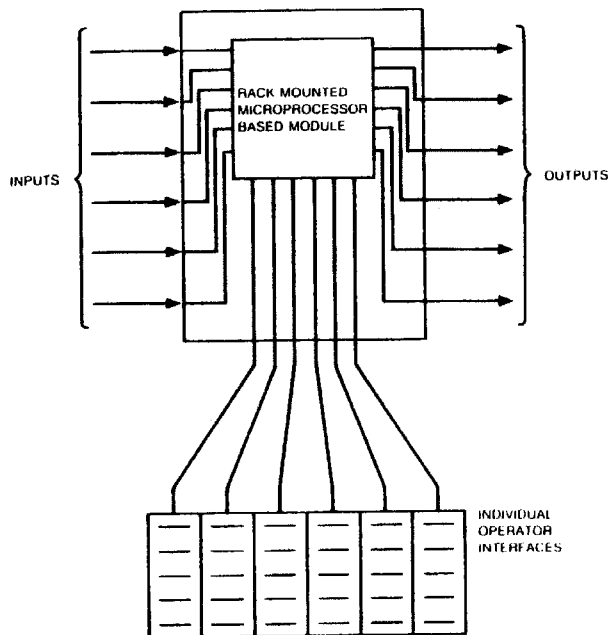 RACK MOUNTED
MICROPROCESSOR
BASED MODULE
INPUTS
OUTPUTS
INDIVIDUAL
OPERATOR
INTERFACES